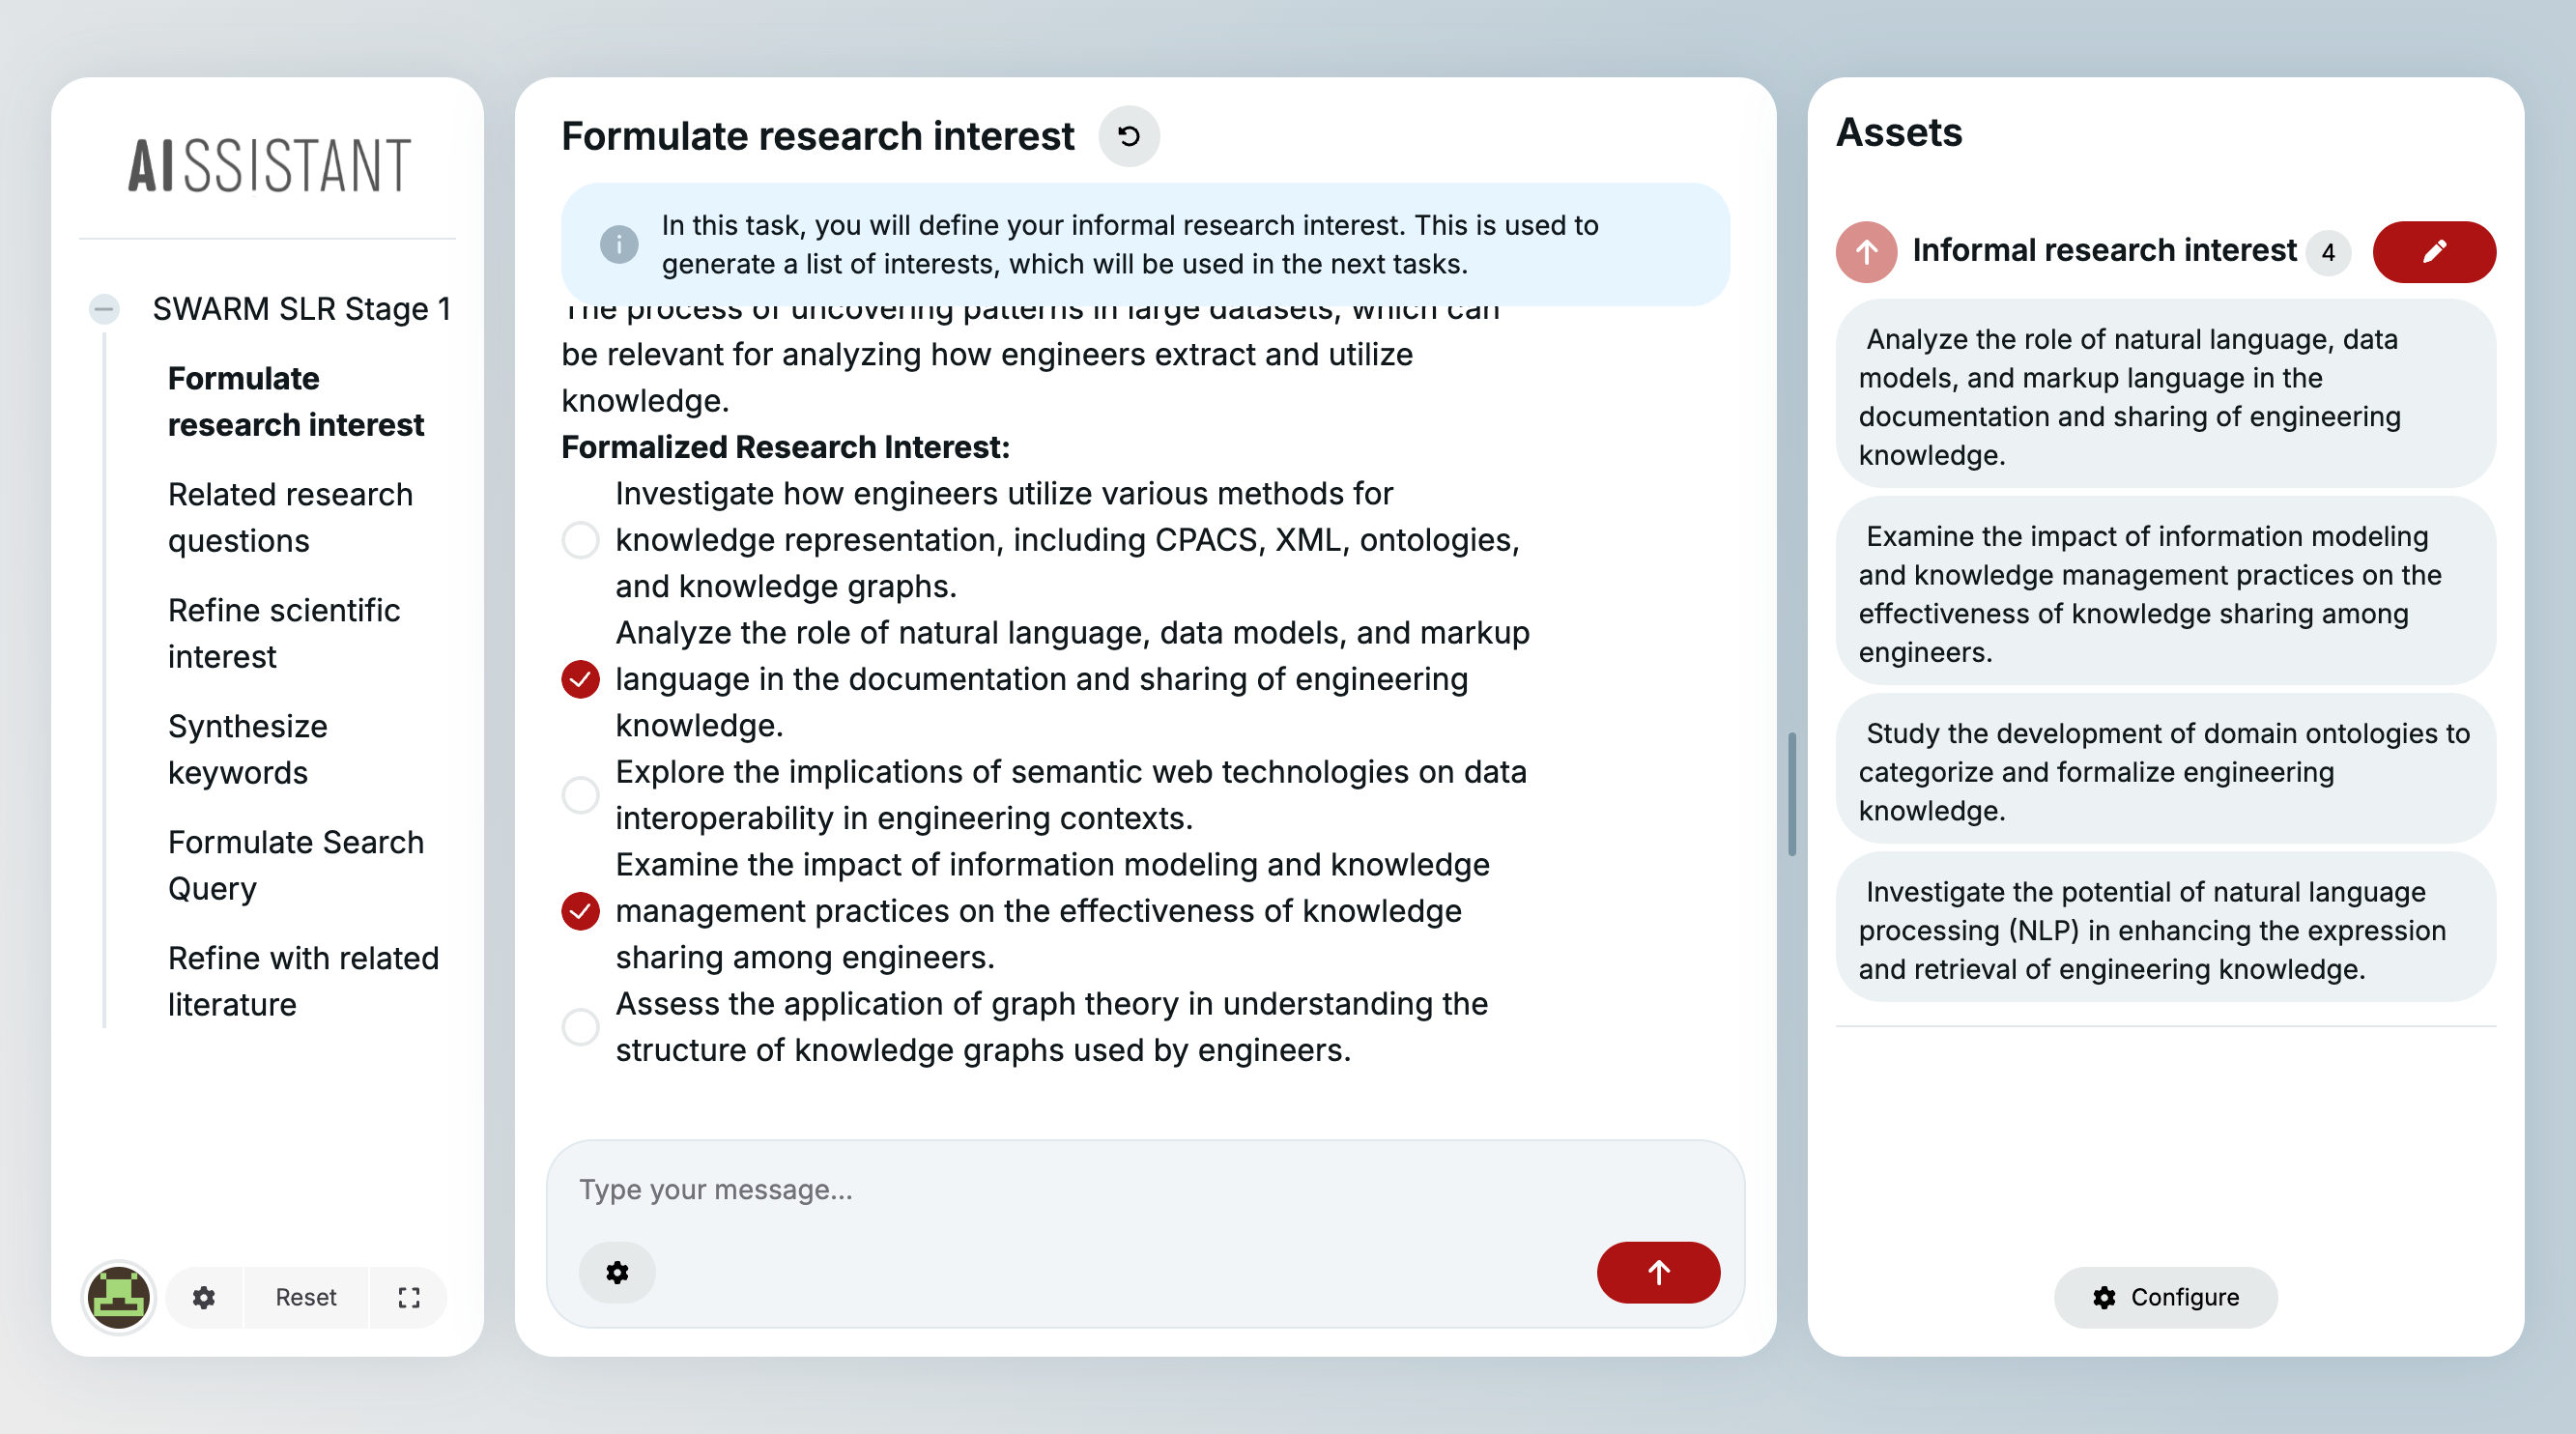 AISSISTANT
SWARM SLR Stage 1
Formulate
research interest
Related research
questions
Refine scientific
interest
Synthesize
keywords
Formulate Search
Query
Refine with related
literature
Reset
Formulate research interest
In this task, you will define your informal research interest. This is used to
generate a list of interests, which will be used in the next tasks.
The process of uncovering patterns in large datasets, which can
be relevant for analyzing how engineers extract and utilize
knowledge.
Formalized Research Interest:
Investigate how engineers utilize various methods for
knowledge representation, including CPACS, XML, ontologies,
and knowledge graphs.
Analyze the role of natural language, data models, and markup
language in the documentation and sharing of engineering
knowledge.
Explore the implications of semantic web technologies on data
interoperability in engineering contexts.
Examine the impact of information modeling and knowledge
management practices on the effectiveness of knowledge
sharing among engineers.
Assess the application of graph theory in understanding the
structure of knowledge graphs used by engineers.
Type your message...
Assets
Informal research interest 4
Analyze the role of natural language, data
models, and markup language in the
documentation and sharing of engineering
knowledge.
Examine the impact of information modeling
and knowledge management practices on the
effectiveness of knowledge sharing among
engineers.
Study the development of domain ontologies to
categorize and formalize engineering
knowledge.
Investigate the potential of natural language
processing (NLP) in enhancing the expression
and retrieval of engineering knowledge.
Configure